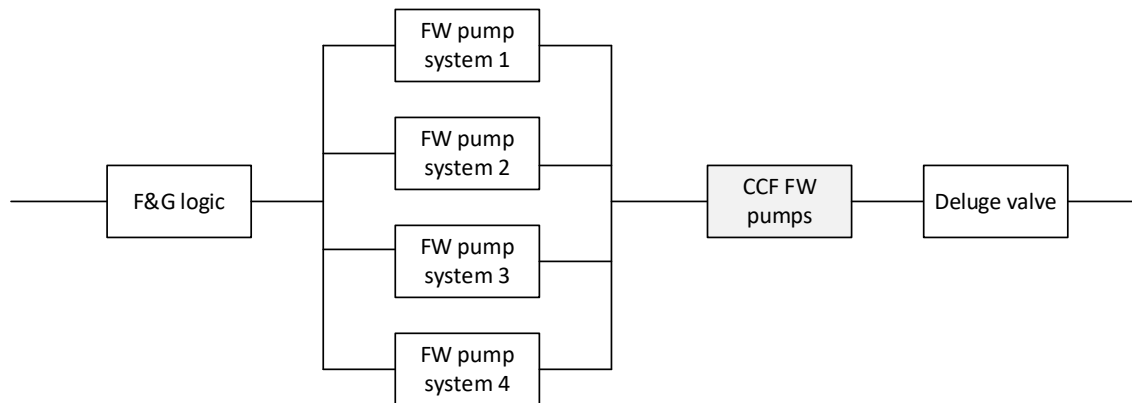 FW pump
system 1
FW pump
system 2
F&G logic
CCF FW
pumps
Deluge valve
FW pump
system 3
FW pump
system 4